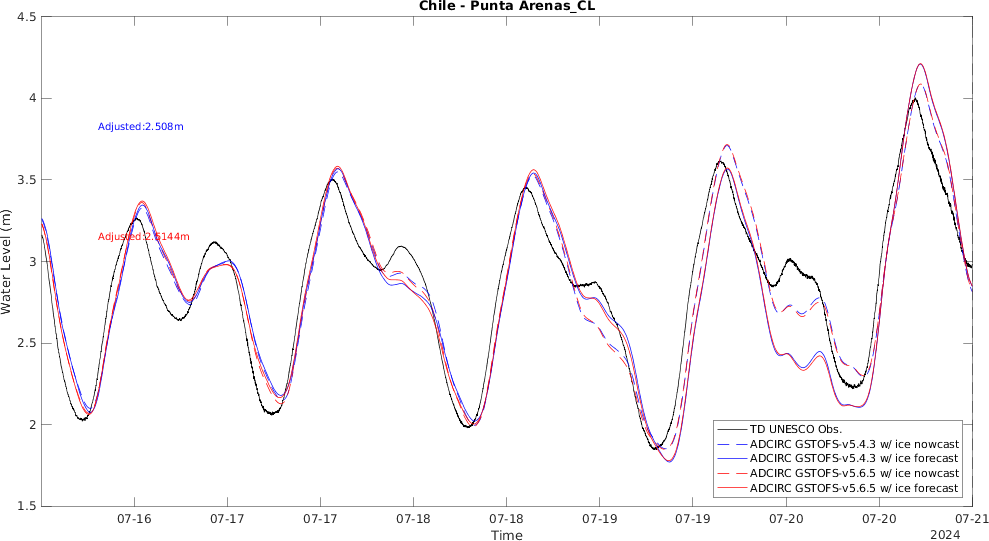 Chile - Punta Arenas_CL
4.5
4
3.5
3
2.5
2
1.5
Water Level (m)
Adjusted:2.508m
Adjusted:2.5144m
TD UNESCO Obs.
ADCIRC GSTOFS-v5.4.3 w/ ice nowcast
ADCIRC GSTOFS-v5.4.3 w/ ice forecast
ADCIRC GSTOFS-v5.6.5 w/ ice nowcast
ADCIRC GSTOFS-v5.6.5 w/ ice forecast
07-16 07-17 07-17 07-18 07-18 07-19 07-19 07-20 07-20 07-21
Time
2024